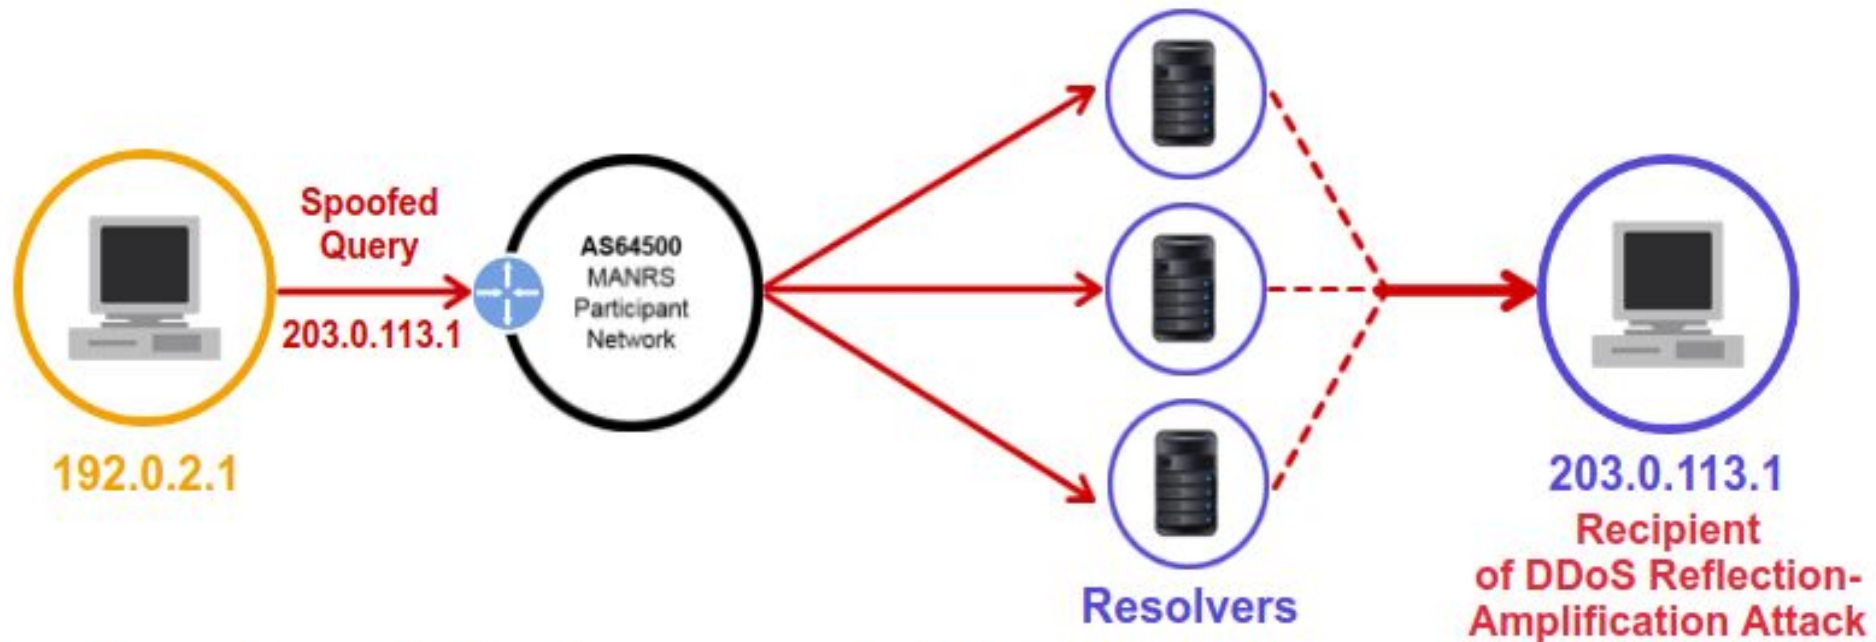 Spoofed
Query
203.0.113.1
192.0.2.1
AS64500
MANRS
Participant
Network
Resolvers
203.0.113.1
Recipient
of DDoS Reflection-
Amplification Attack